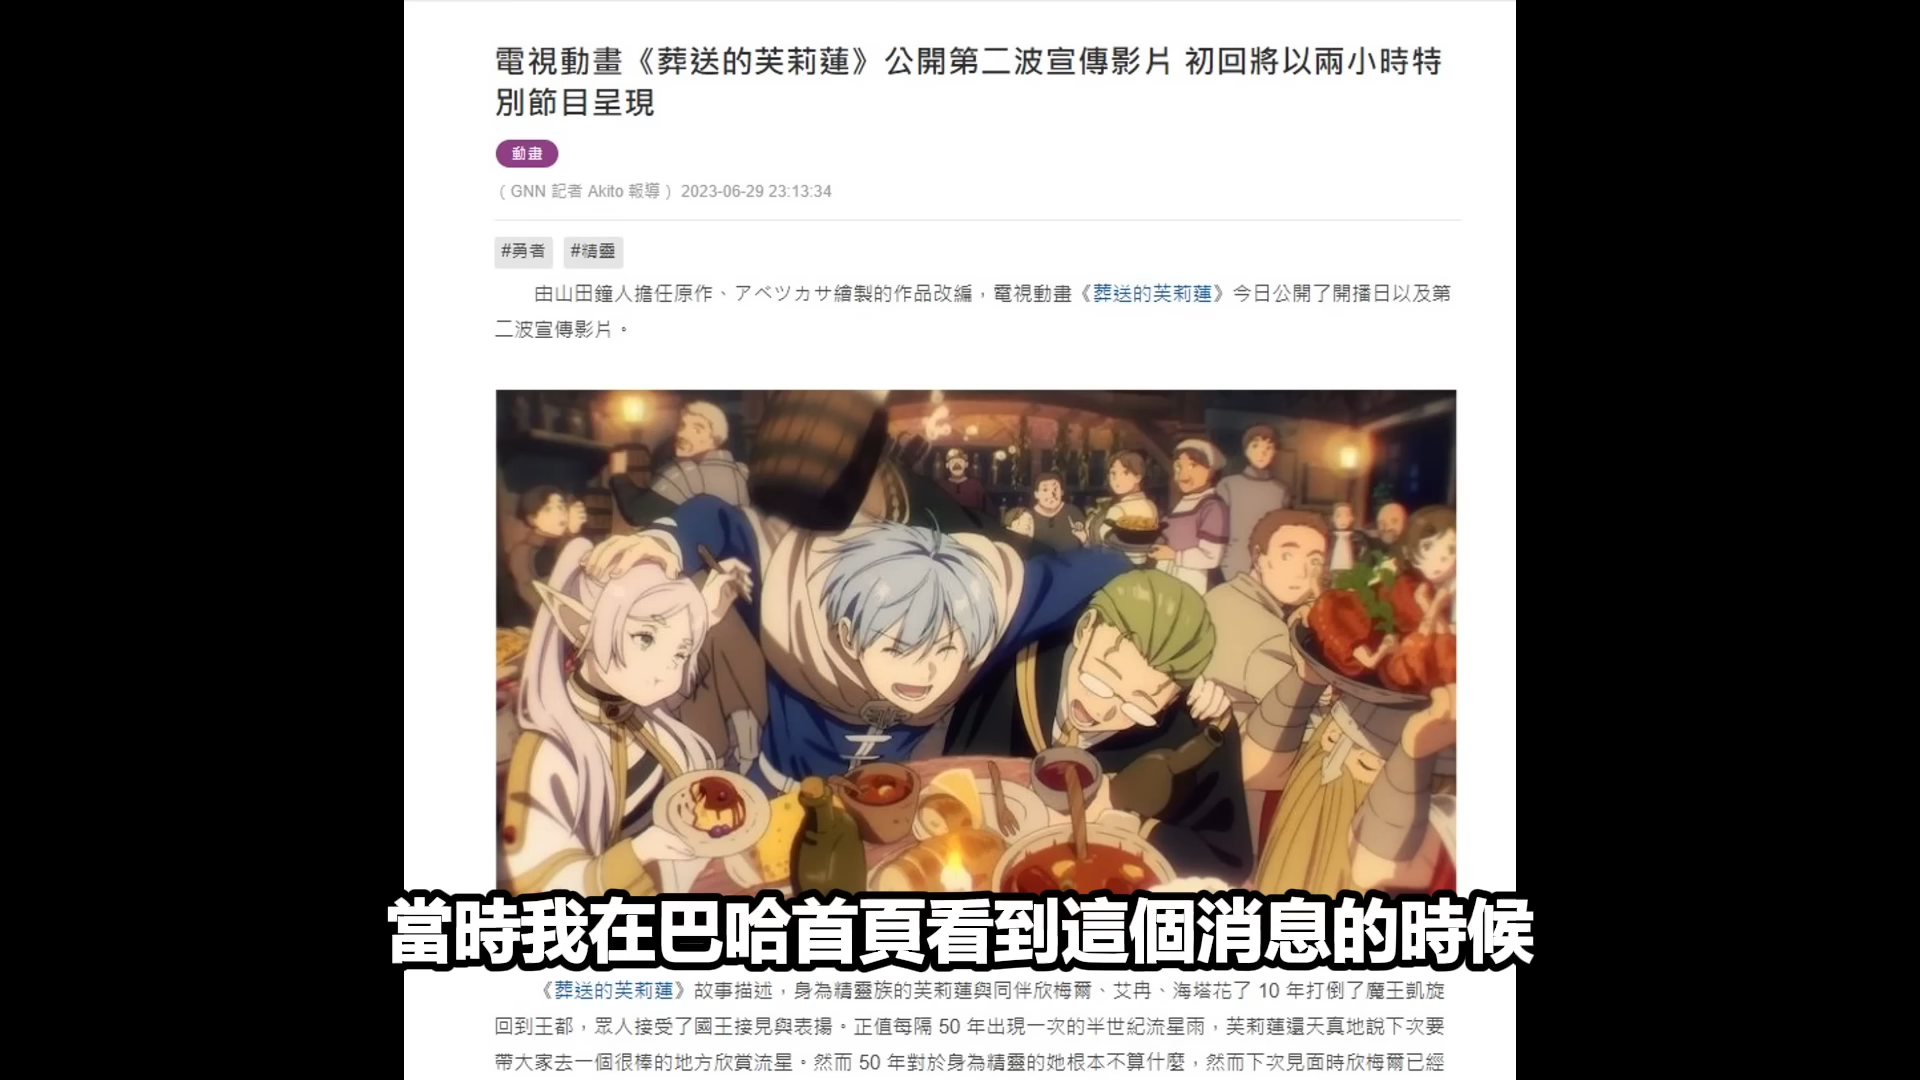 電視動畫《葬送的芙莉蓮》公開第二波宣傳影片 初回將以兩小時特
別節目呈現
動畫
（ GNN 記者 Akito 報導 ） 2023-06-29 23:13:34
#勇者 #精靈
由山田鐘人擔任原作、アベツカサ繪製的作品改編，電視動畫《葬送的芙莉蓮》今日公開了開播日以及第
二波宣傳影片。
當時我在巴哈首頁看到這個消息的時候
《葬送的芙莉蓮》故事描述，身為精靈族的芙莉蓮與同伴欣梅爾、艾冉、海塔花了 10 年打倒了魔王凱旋
回到王都，眾人接受了國王接見與表揚。正值每隔 50 年出現一次的半世紀流星雨，芙莉蓮還天真地說下次要
帶大家去一個很棒的地方欣賞流星。然而 50 年對於身為精靈的她根本不算什麼，然而下次見面時欣梅爾已經